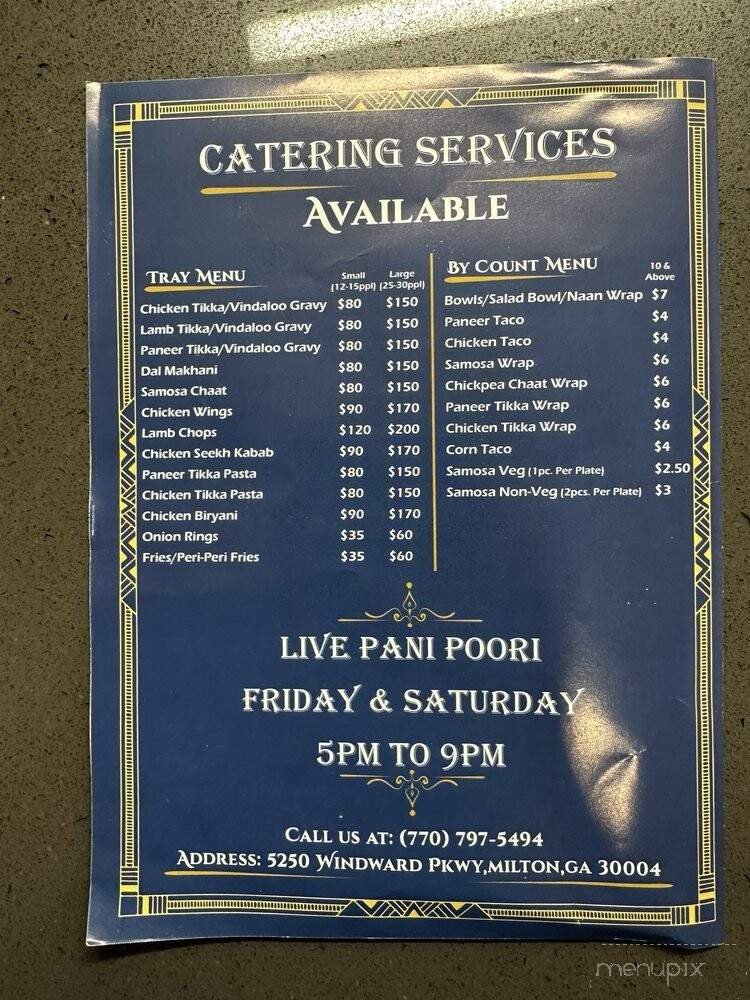 CATERING SERVICES
AVAILABLE
TRAY MENU
Small (12-15ppl)
Large (25-30ppl)
Chicken Tikka/Vindaloo Gravy $80 $150
Lamb Tikka/Vindaloo Gravy $80 $150
Paneer Tikka/Vindaloo Gravy $80 $150
Dal Makhani $80 $150
Samosa Chaat $80 $150
Chicken Wings $90 $170
Lamb Chops $120 $200
Chicken Seekh Kabab $90 $170
Paneer Tikka Pasta $80 $150
Chicken Tikka Pasta $80 $150
Chicken Biryani $90 $170
Onion Rings $35 $60
Fries/Peri-Peri Fries $35 $60
BY COUNT MENU
10 & Above
Bowls/Salad Bowl/Naan Wrap $7
Paneer Taco $4
Chicken Taco $4
Samosa Wrap $6
Chickpea Chaat Wrap $6
Paneer Tikka Wrap $6
Chicken Tikka Wrap $6
Corn Taco $4
Samosa Veg (1pc. Per Plate) $2.50
Samosa Non-Veg (2pcs. Per Plate) $3
LIVE PANI POORI
FRIDAY & SATURDAY
5PM TO 9PM
CALL US AT: (770) 797-5494
ADDRESS: 5250 WINDWARD PKWY,MILTON,GA 30004
menupix